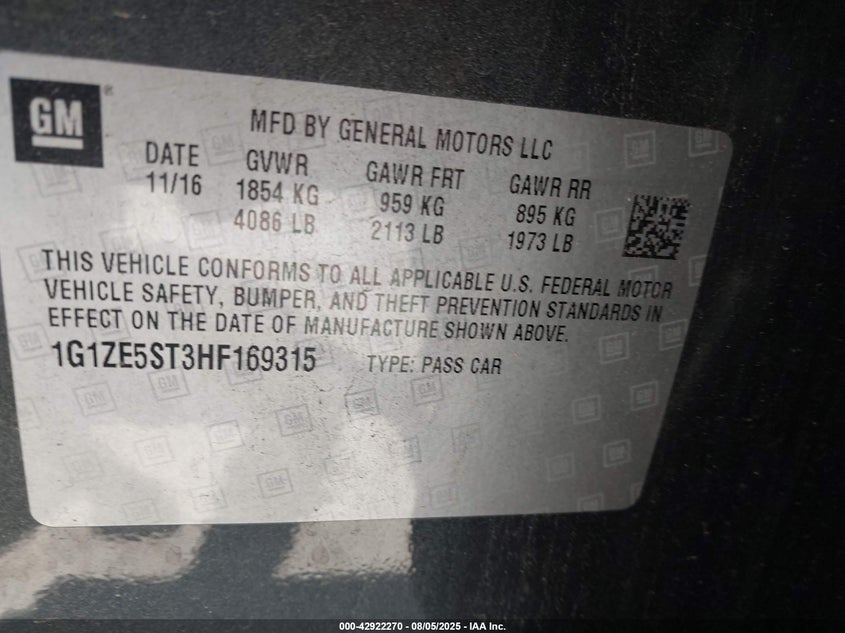 GM
MFD BY GENERAL MOTORS LLC
DATE GVWR GAWR FRT GAWR RR
11/16 1854 KG 959 KG 895 KG
4086 LB 2113 LB 1973 LB
THIS VEHICLE CONFORMS TO ALL APPLICABLE U.S. FEDERAL MOTOR
VEHICLE SAFETY, BUMPER, AND THEFT PREVENTION STANDARDS IN
EFFECT ON THE DATE OF MANUFACTURE SHOWN ABOVE.
1G1ZE5ST3HF169315 TYPE: PASS CAR
000-42922270 - 08/05/2025 - IAA Inc.